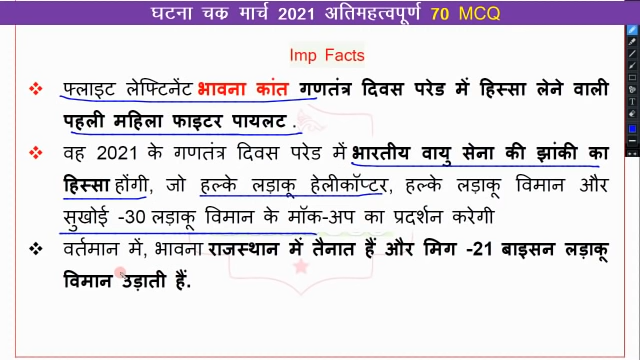 घटना चक मार्च 2021 अतिमहत्वपूर्ण 70 MCQ
Imp Facts
❖ फ्लाइट लेफ्टिनेंट भावना कांत गणतंत्र दिवस परेड में हिस्सा लेने वाली
पहली महिला फाइटर पायलट .
❖ वह 2021 के गणतंत्र दिवस परेड में भारतीय वायु सेना की झांकी का
हिस्सा होंगी, जो हल्के लड़ाकू हेलीकॉप्टर, हल्के लड़ाकू विमान और
सुखोई -30 लड़ाकू विमान के मॉक-अप का प्रदर्शन करेगी
❖ वर्तमान में, भावना राजस्थान में तैनात हैं और मिग -21 बाइसन लड़ाकू
विमान उड़ाती हैं.